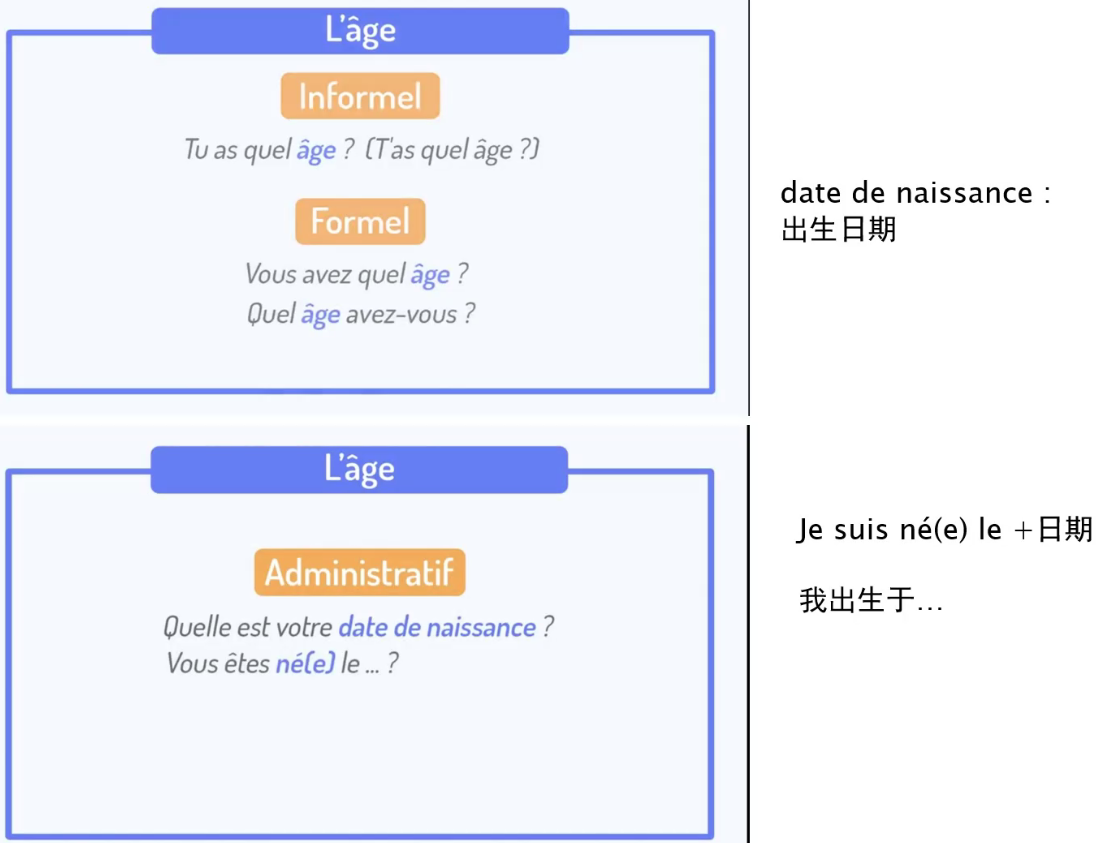 L'âge
Informel
Tu as quel âge ? (T'as quel âge ?)
Formel
Vous avez quel âge ?
Quel âge avez-vous ?
date de naissance :
出生日期
L'âge
Administratif
Quelle est votre date de naissance ?
Vous êtes né(e) le ... ?
Je suis né(e) le +日期
我出生于...